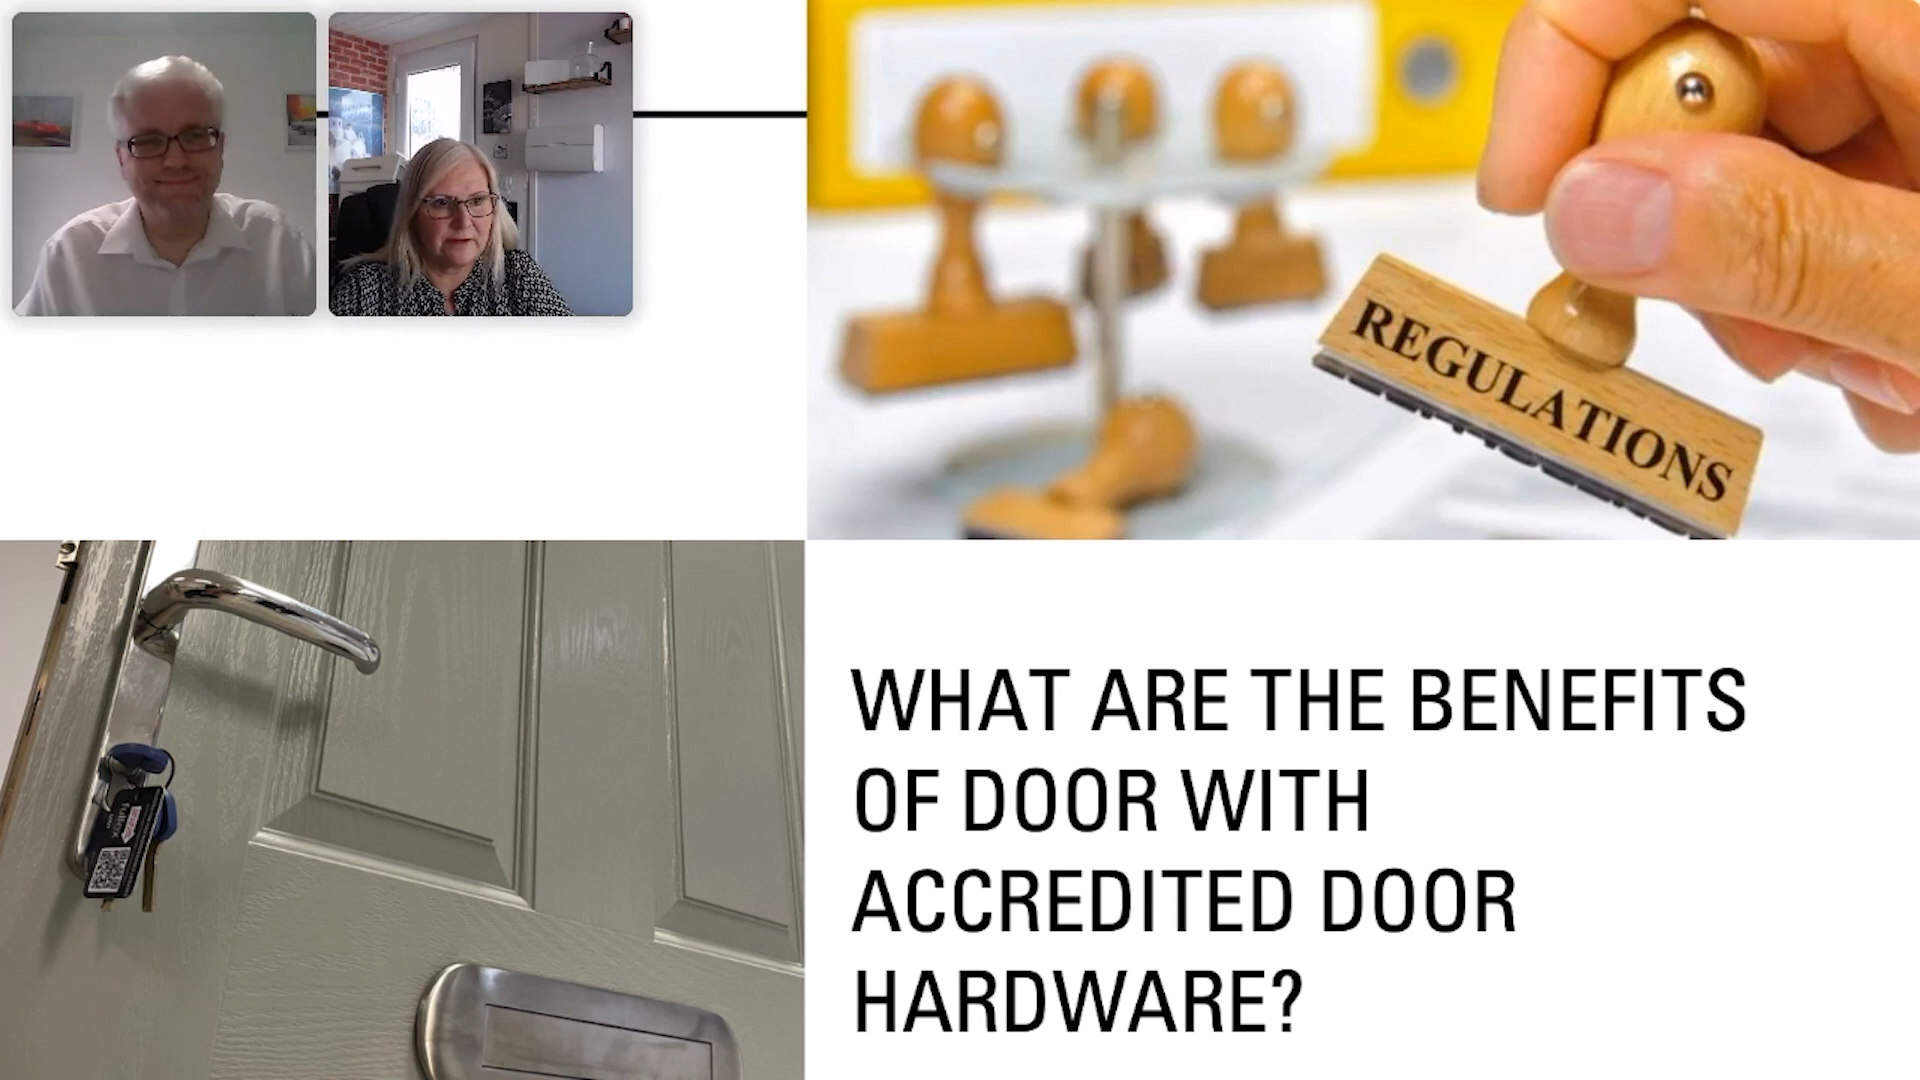 REGULATIONS
WHAT ARE THE BENEFITS
OF DOOR WITH
ACCREDITED DOOR
HARDWARE?